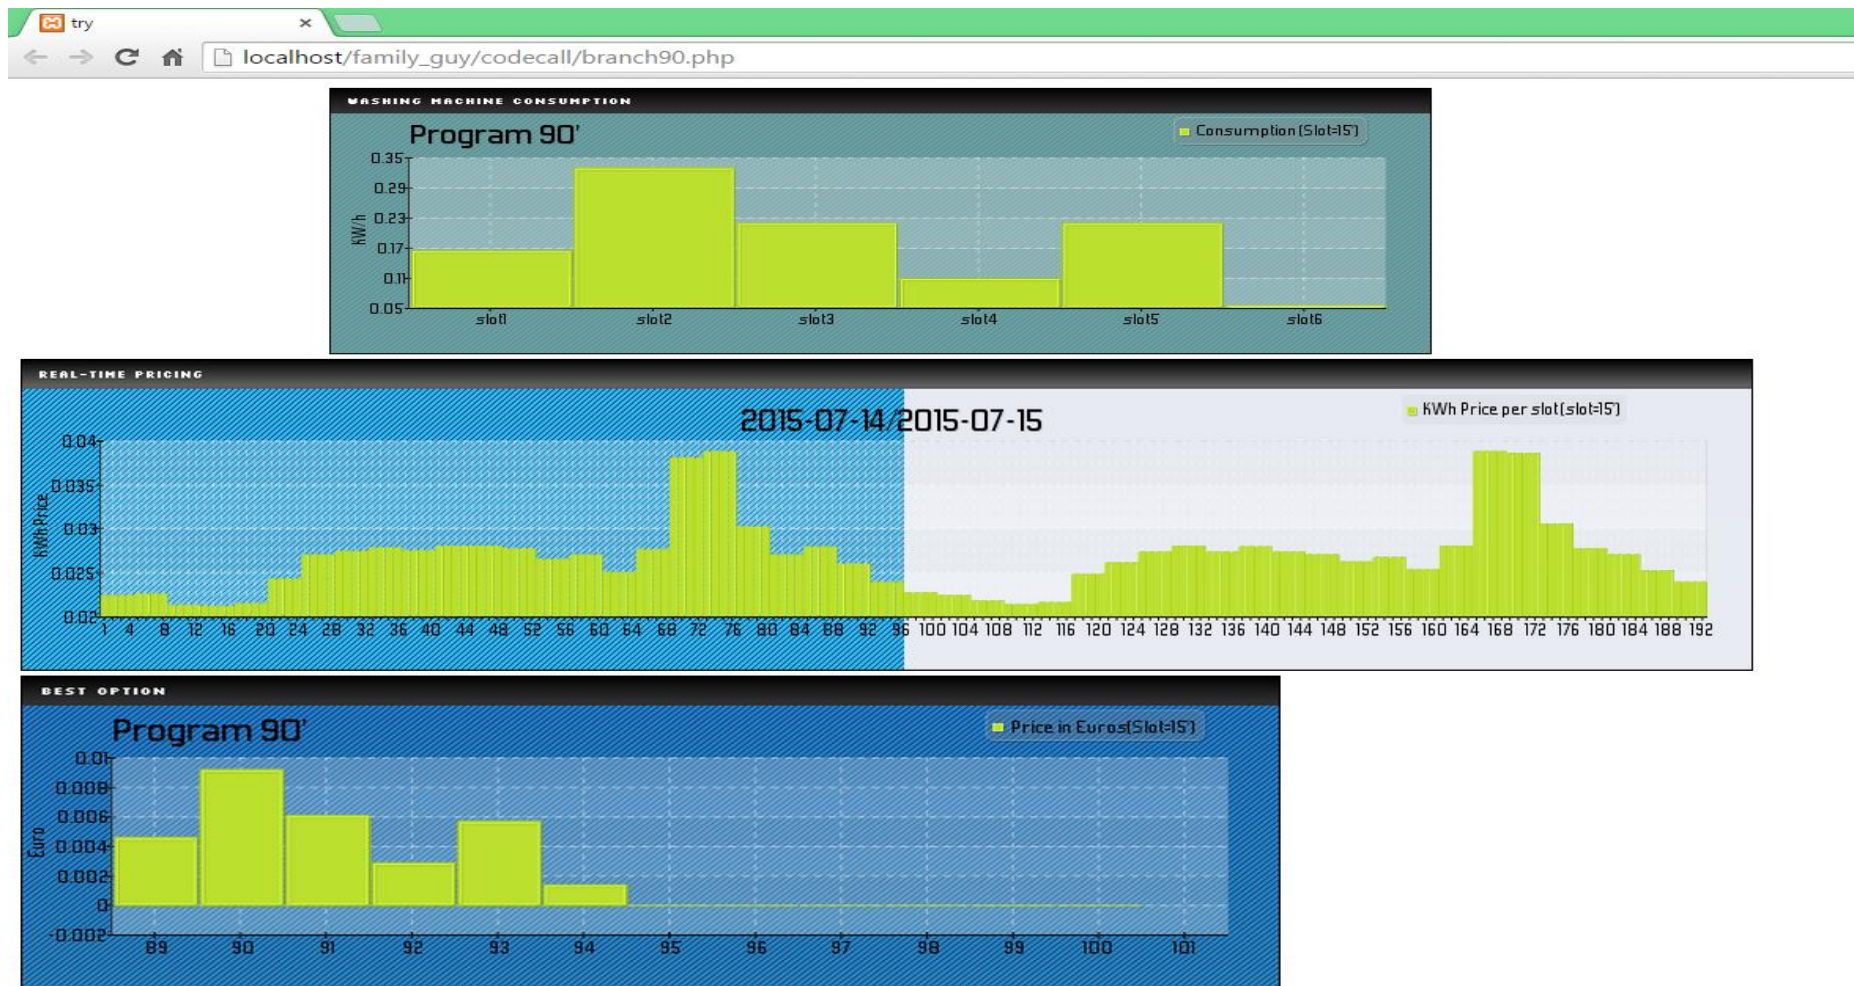 try
localhost/family_guy/codecall/branch90.php
WASHING MACHINE CONSUMPTION
Program 90'
Consumption (Slot=15')
0.35
0.29
0.23
0.17
0.11
0.05
KW/h
slot1 slot2 slot3 slot4 slot5 slot6
REAL-TIME PRICING
2015-07-14/2015-07-15
KWh Price per slot(slot=15')
0.04
0.035
0.03
0.025
0.02
KWh Price
1 4 8 12 16 20 24 28 32 36 40 44 48 52 56 60 64 68 72 76 80 84 88 92 96 100 104 108 112 116 120 124 128 132 136 140 144 148 152 156 160 164 168 172 176 180 184 188 192
BEST OPTION
Program 90'
Price in Euros(Slot=15')
0.01
0.008
0.006
0.004
0.002
0
-0.002
Euro
89 90 91 92 93 94 95 96 97 98 99 100 101